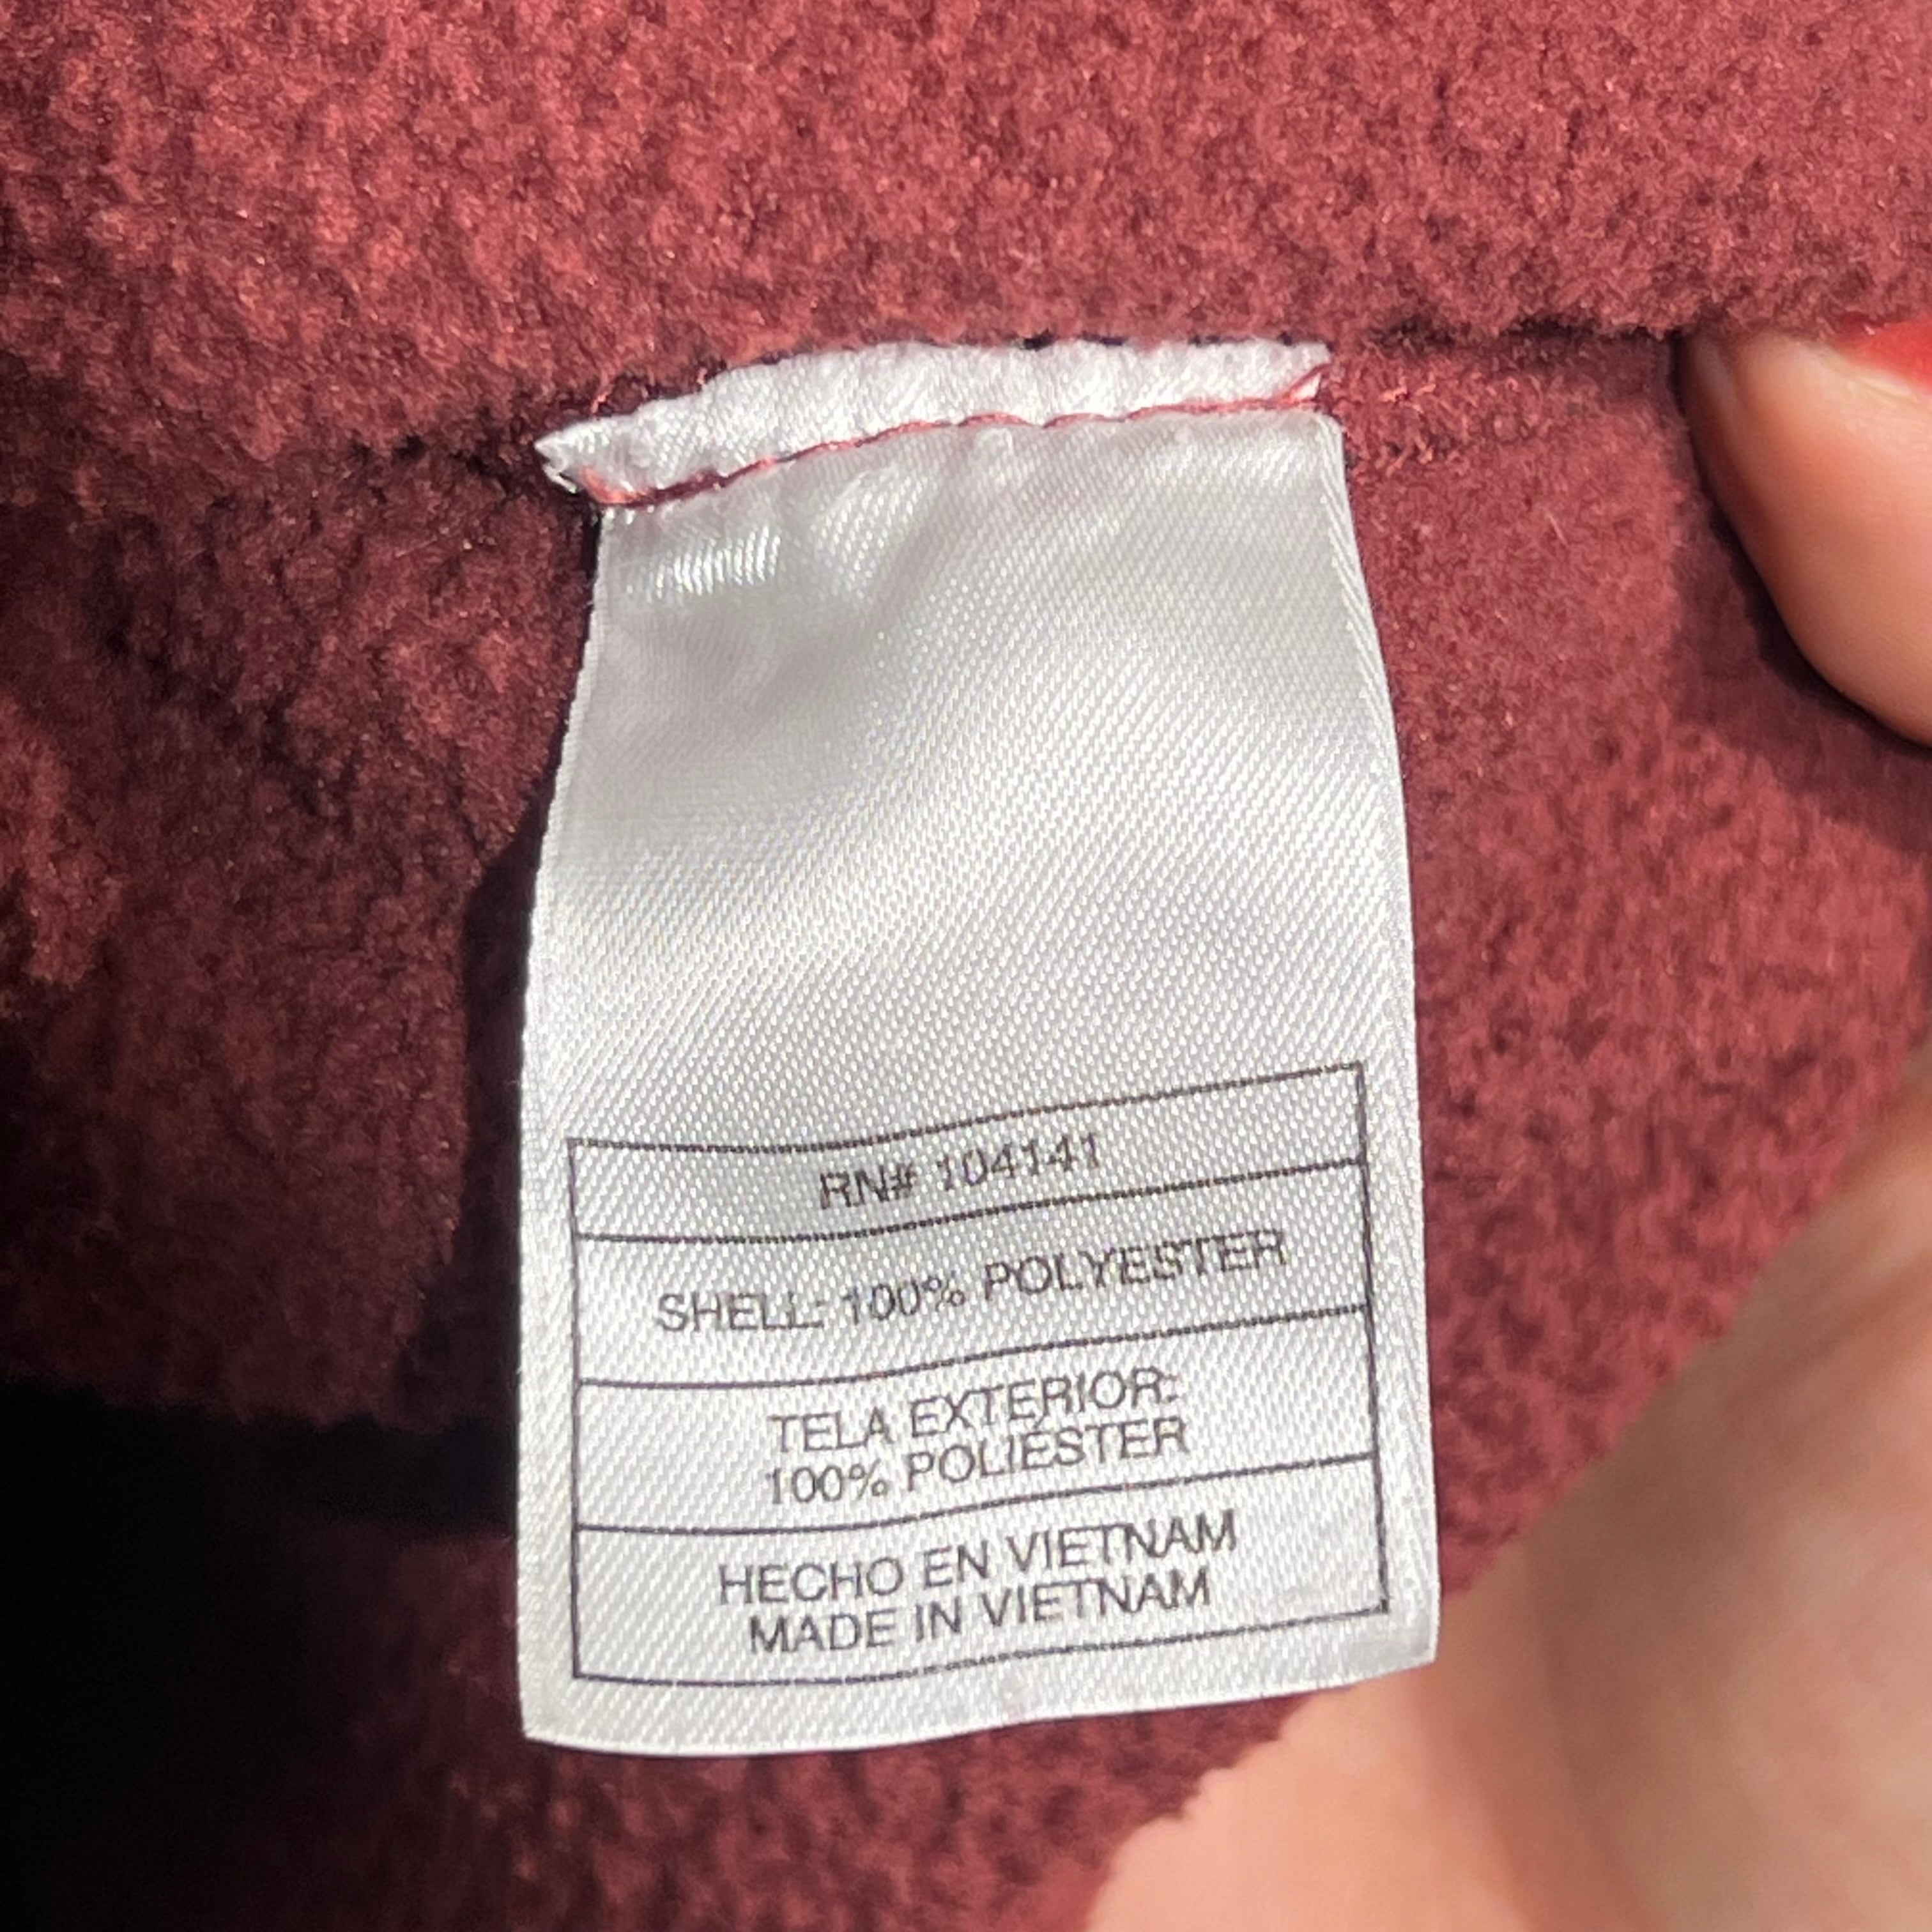 RN# 104141
SHELL: 100% POLYESTER
TELA EXTERIOR:
100% POLIÉSTER
HECHO EN VIETNAM
MADE IN VIETNAM